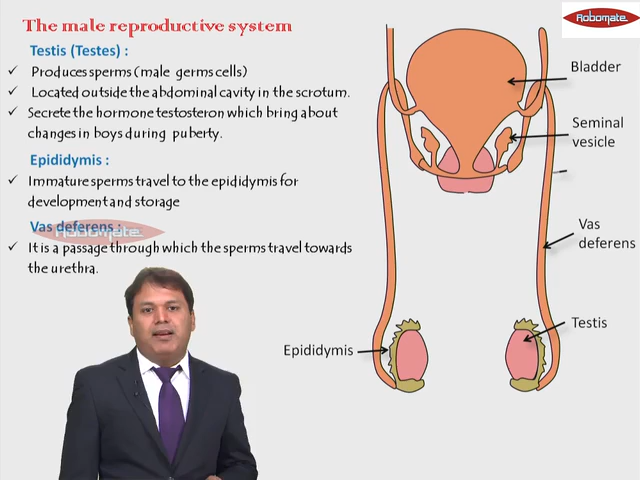 The male reproductive system
Robomate
Testis (Testes) :
Produces sperms (male germs cells)
Located outside the abdominal cavity in the scrotum.
Secrete the hormone testosteron which bring about
changes in boys during puberty.
Epididymis :
Immature sperms travel to the epididymis for
development and storage
Vas deferens :
Robomate
It is a passage through which the sperms travel towards
the urethra.
Bladder
Seminal
vesicle
Vas
deferens
Testis
Epididymis